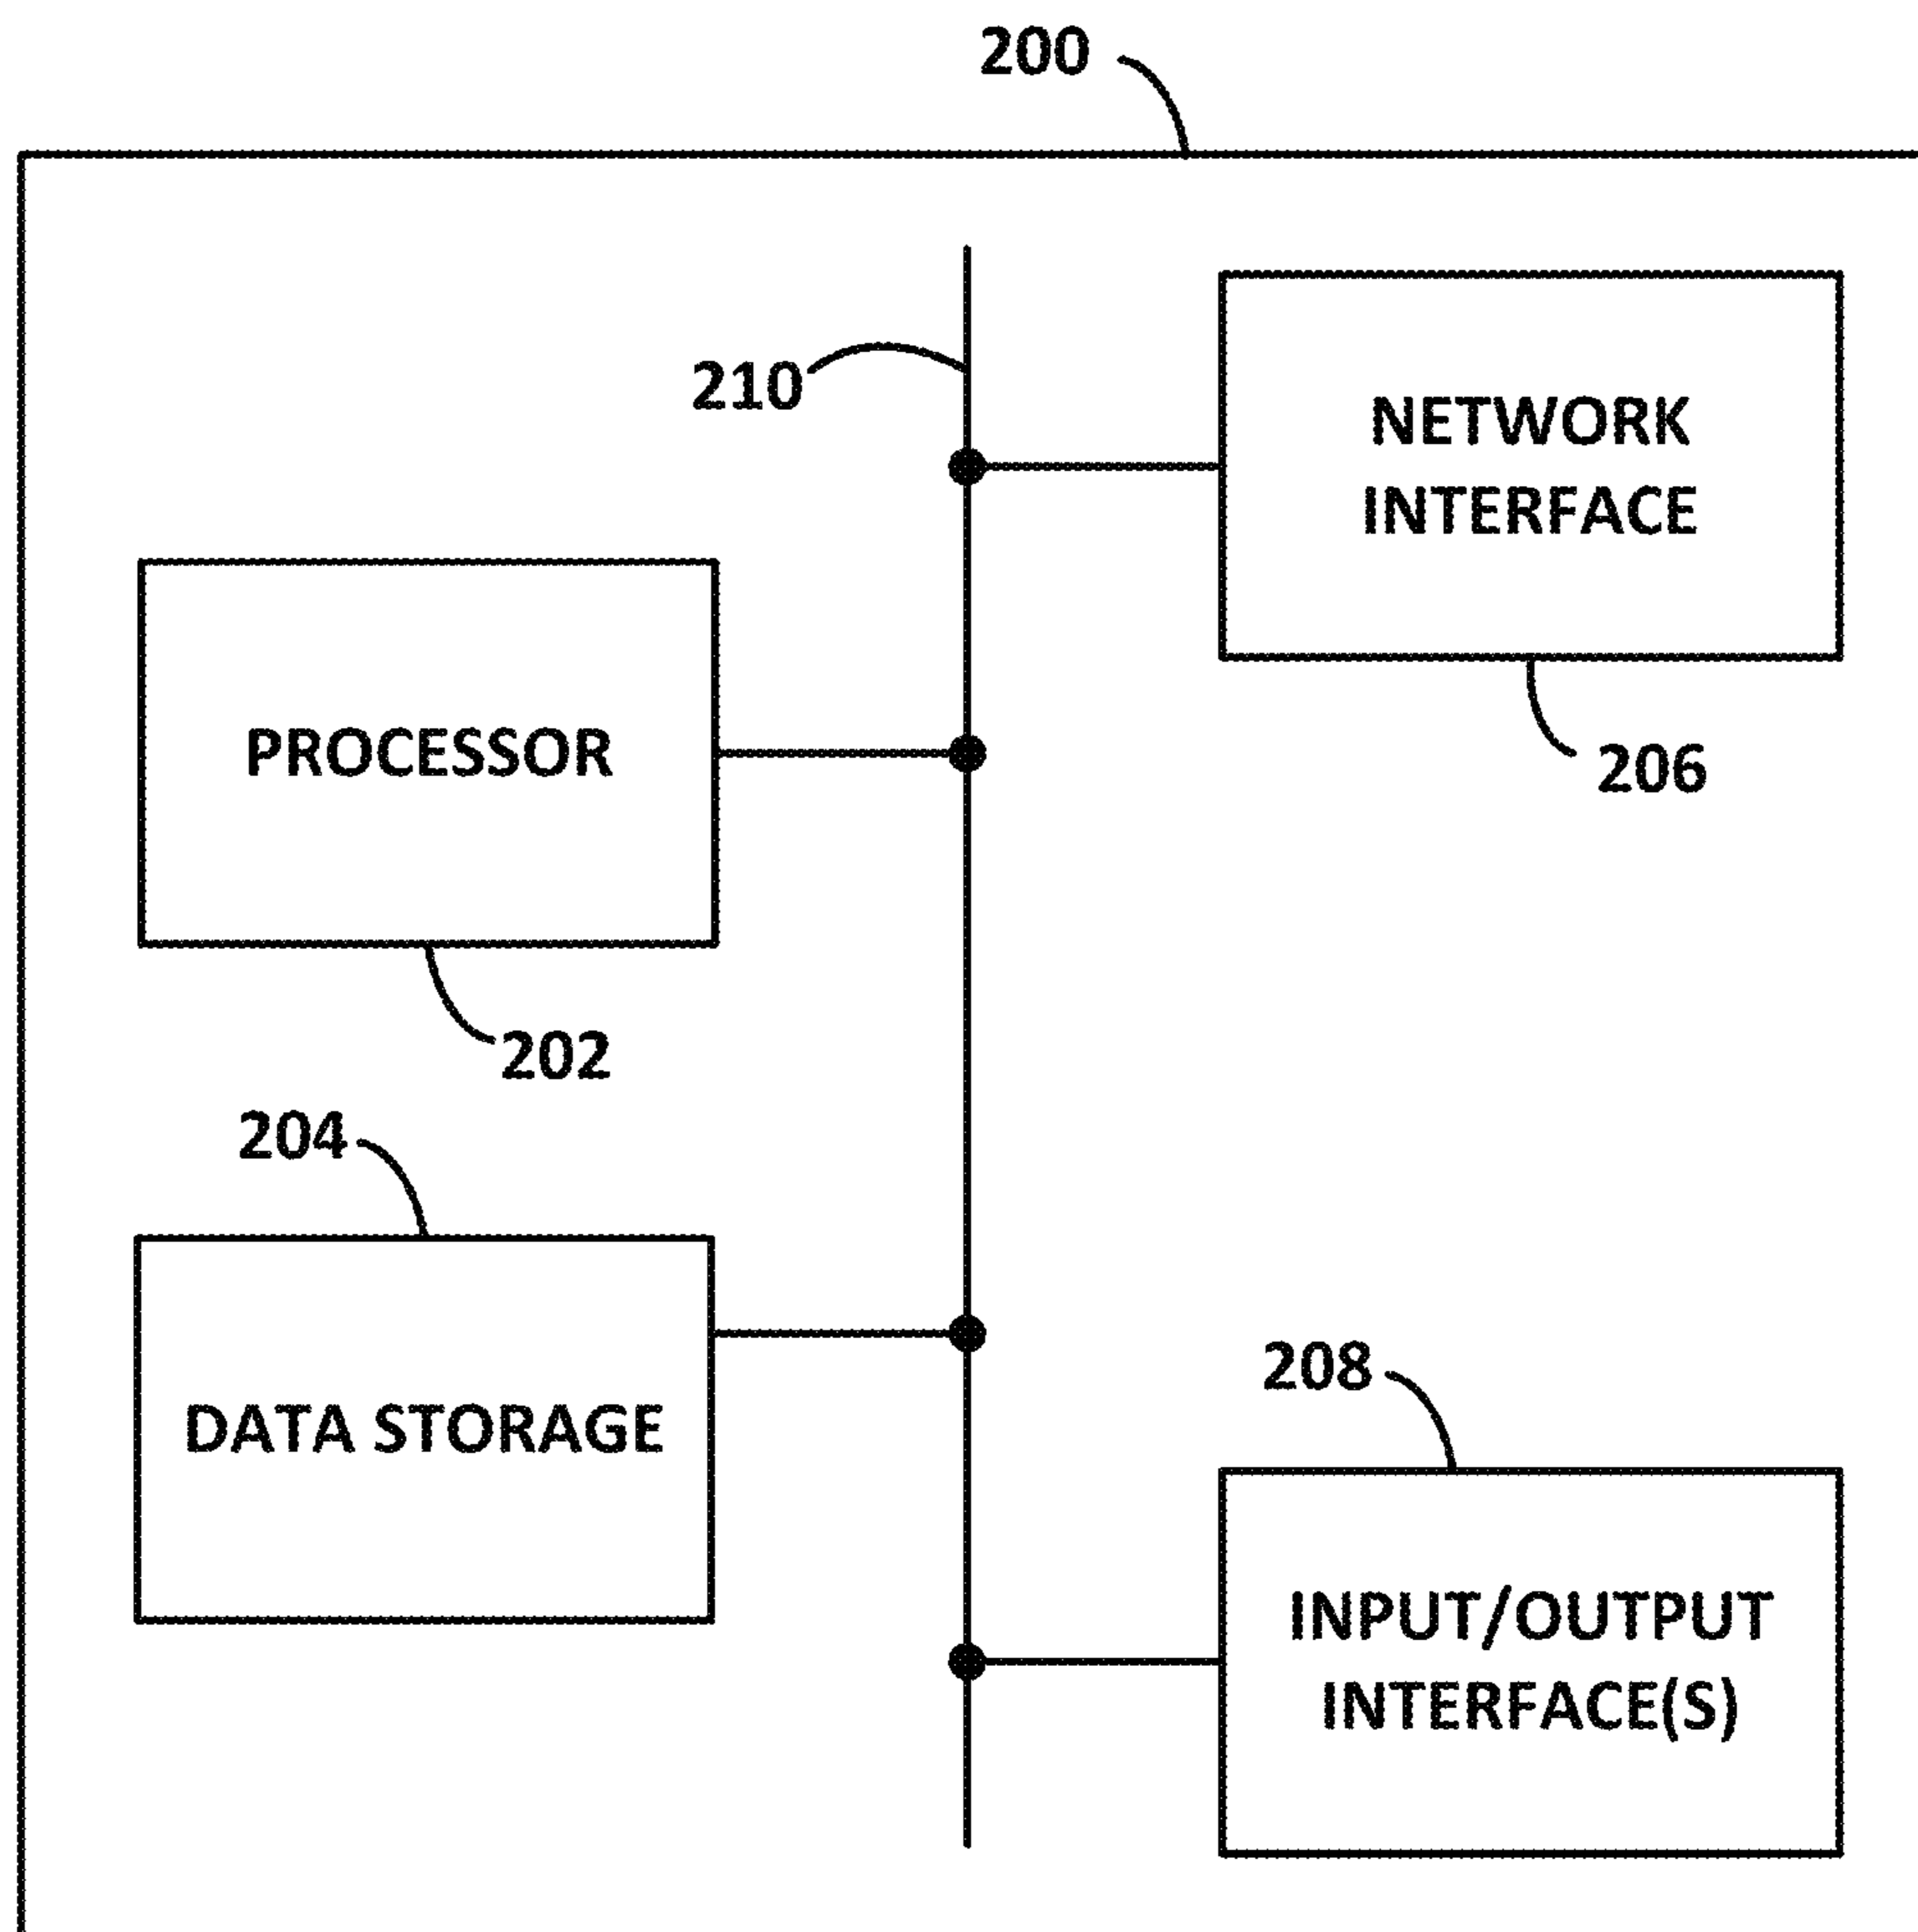 200
210
NETWORK
INTERFACE
PROCESSOR
206
202
204
208
DATA STORAGE
INPUT/OUTPUT
INTERFACE(S)